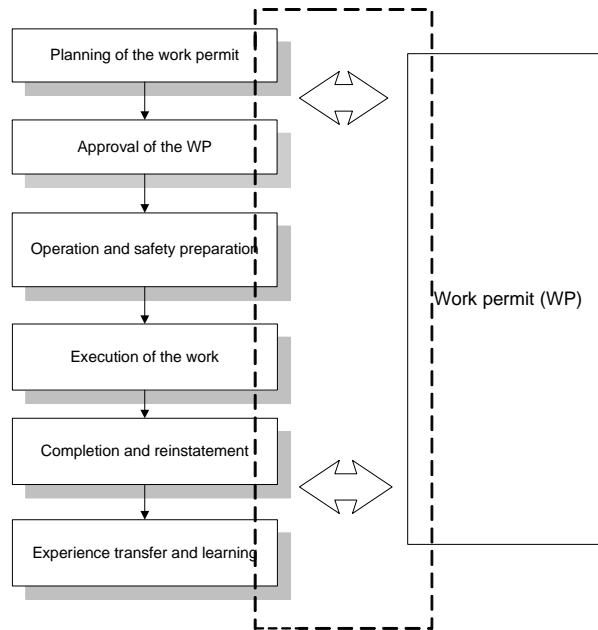 Planning of the work permit
Approval of the WP
Operation and safety preparation
Execution of the work
Completion and reinstatement
Experience transfer and learning
Work permit (WP)